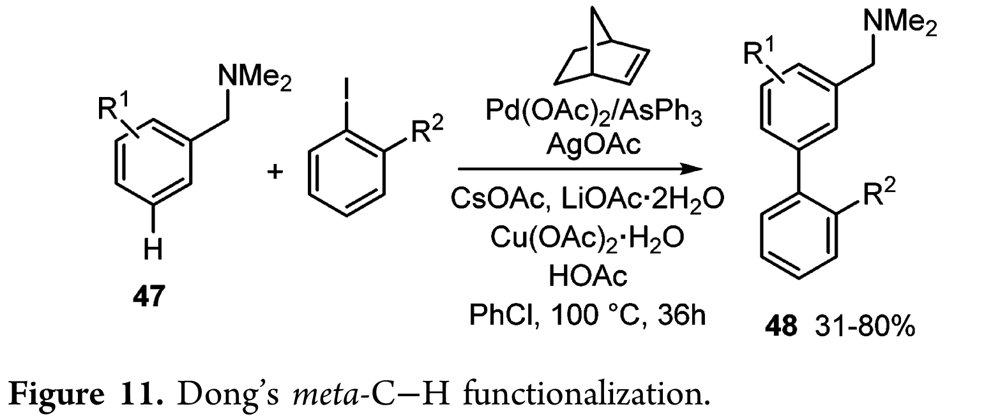 R¹
NMe₂
H
47
+
I
R²
Pd(OAc)₂/AsPh₃
AgOAc
CsOAc, LiOAc·2H₂O
Cu(OAc)₂·H₂O
HOAc
PhCl, 100 °C, 36h
R¹
NMe₂
R²
48 31-80%
Figure 11. Dong’s meta-C−H functionalization.